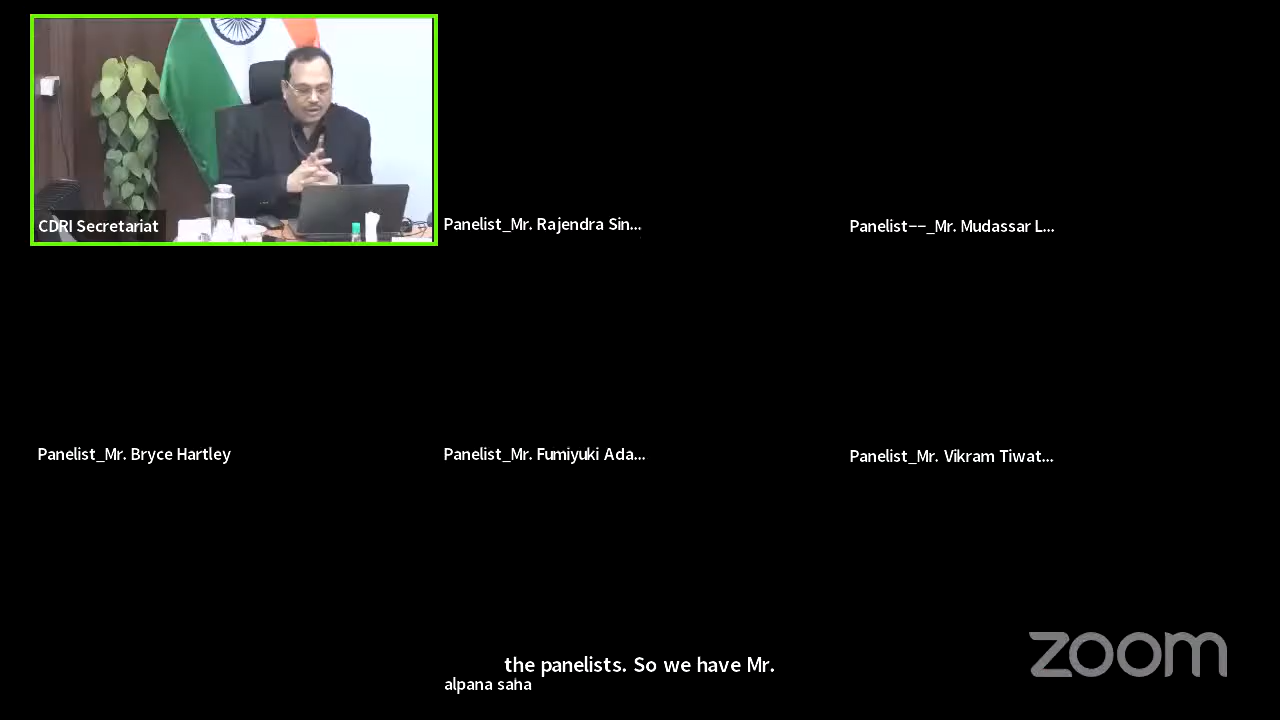 CDRI Secretariat
Panelist_Mr. Rajendra Sin...
Panelist--_Mr. Mudassar L...
Panelist_Mr. Bryce Hartley
Panelist_Mr. Fumiyuki Ada...
Panelist_Mr. Vikram Tiwat...
the panelists. So we have Mr.
alpana saha
zoom